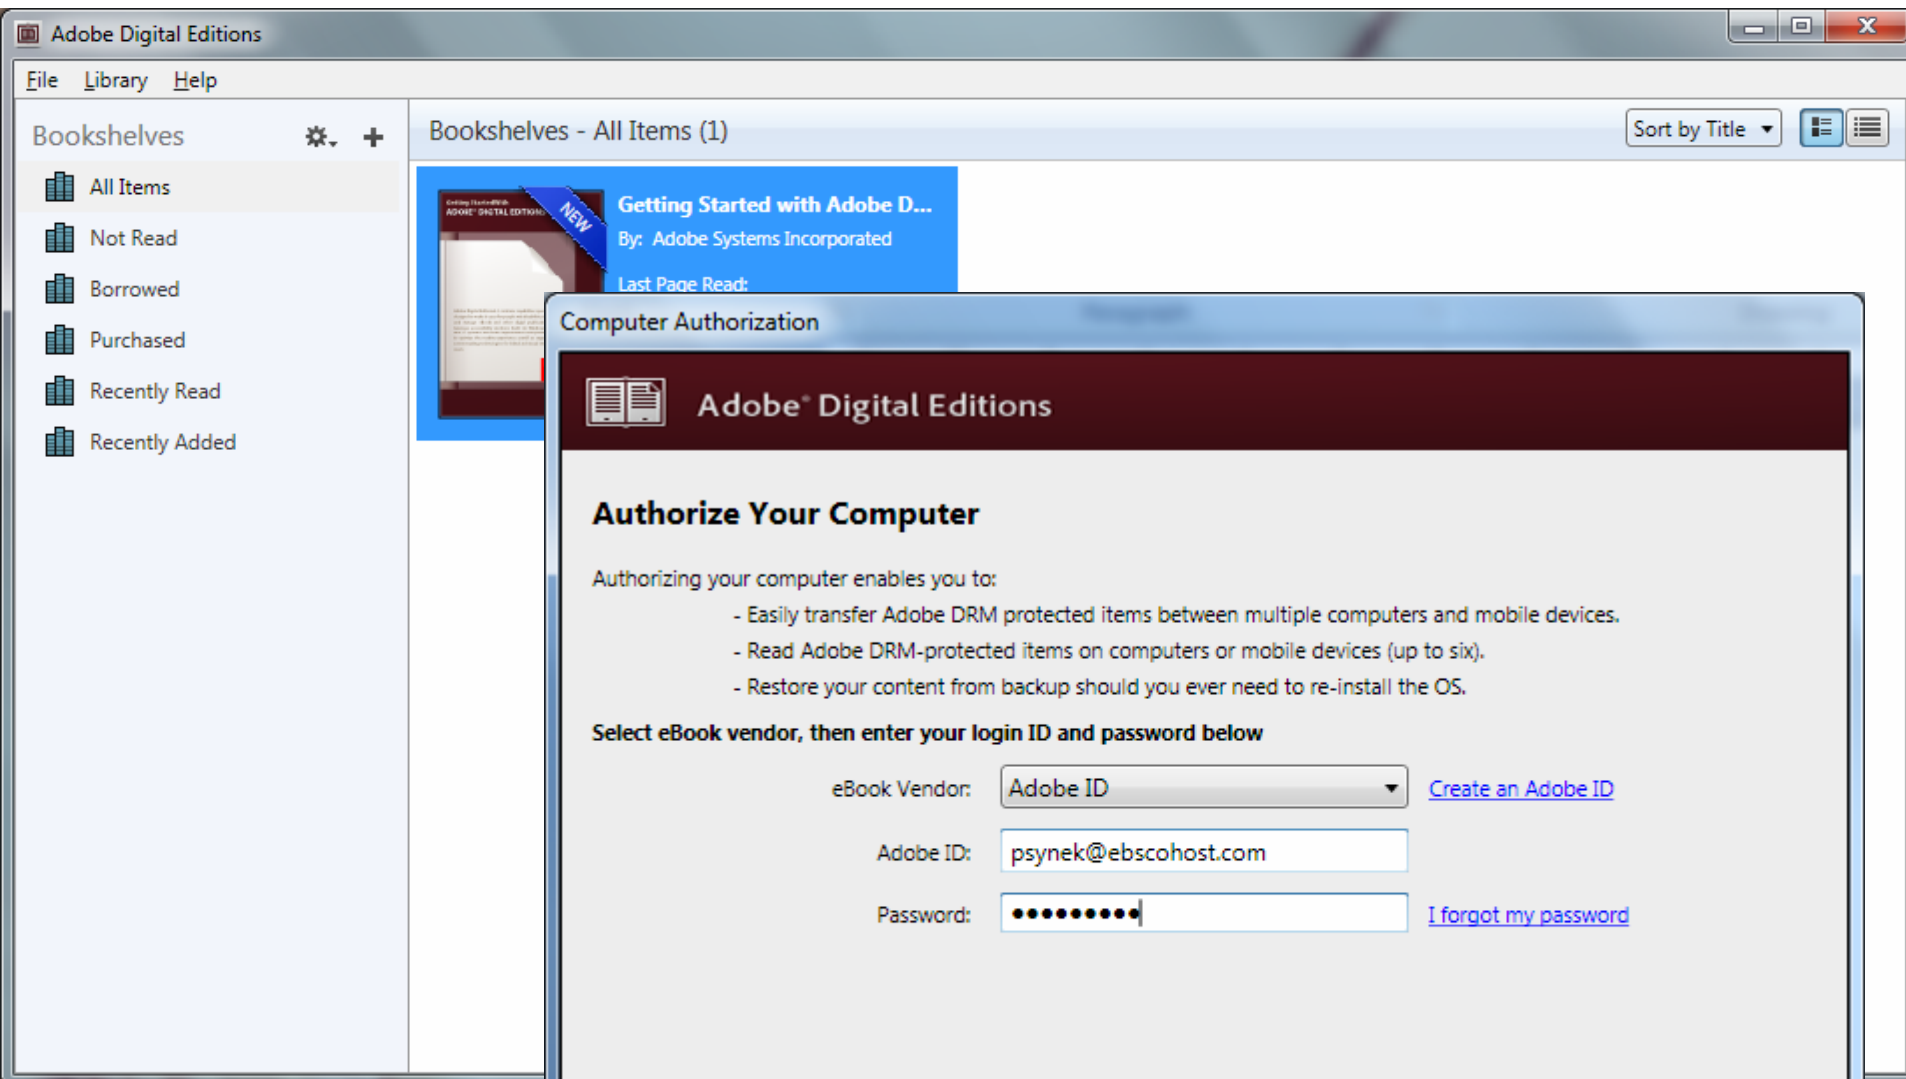 Adobe Digital Editions
File Library Help
Bookshelves
All Items
Not Read
Borrowed
Purchased
Recently Read
Recently Added
Bookshelves - All Items (1)
Sort by Title
Getting Started With
ADOBE® DIGITAL EDITIONS
NEW
Getting Started with Adobe D...
By: Adobe Systems Incorporated
Last Page Read:
Computer Authorization
Adobe® Digital Editions
Authorize Your Computer
Authorizing your computer enables you to:
- Easily transfer Adobe DRM protected items between multiple computers and mobile devices.
- Read Adobe DRM-protected items on computers or mobile devices (up to six).
- Restore your content from backup should you ever need to re-install the OS.
Select eBook vendor, then enter your login ID and password below
eBook Vendor: Adobe ID Create an Adobe ID
Adobe ID: psynek@ebscohost.com
Password: ●●●●●●●●● I forgot my password